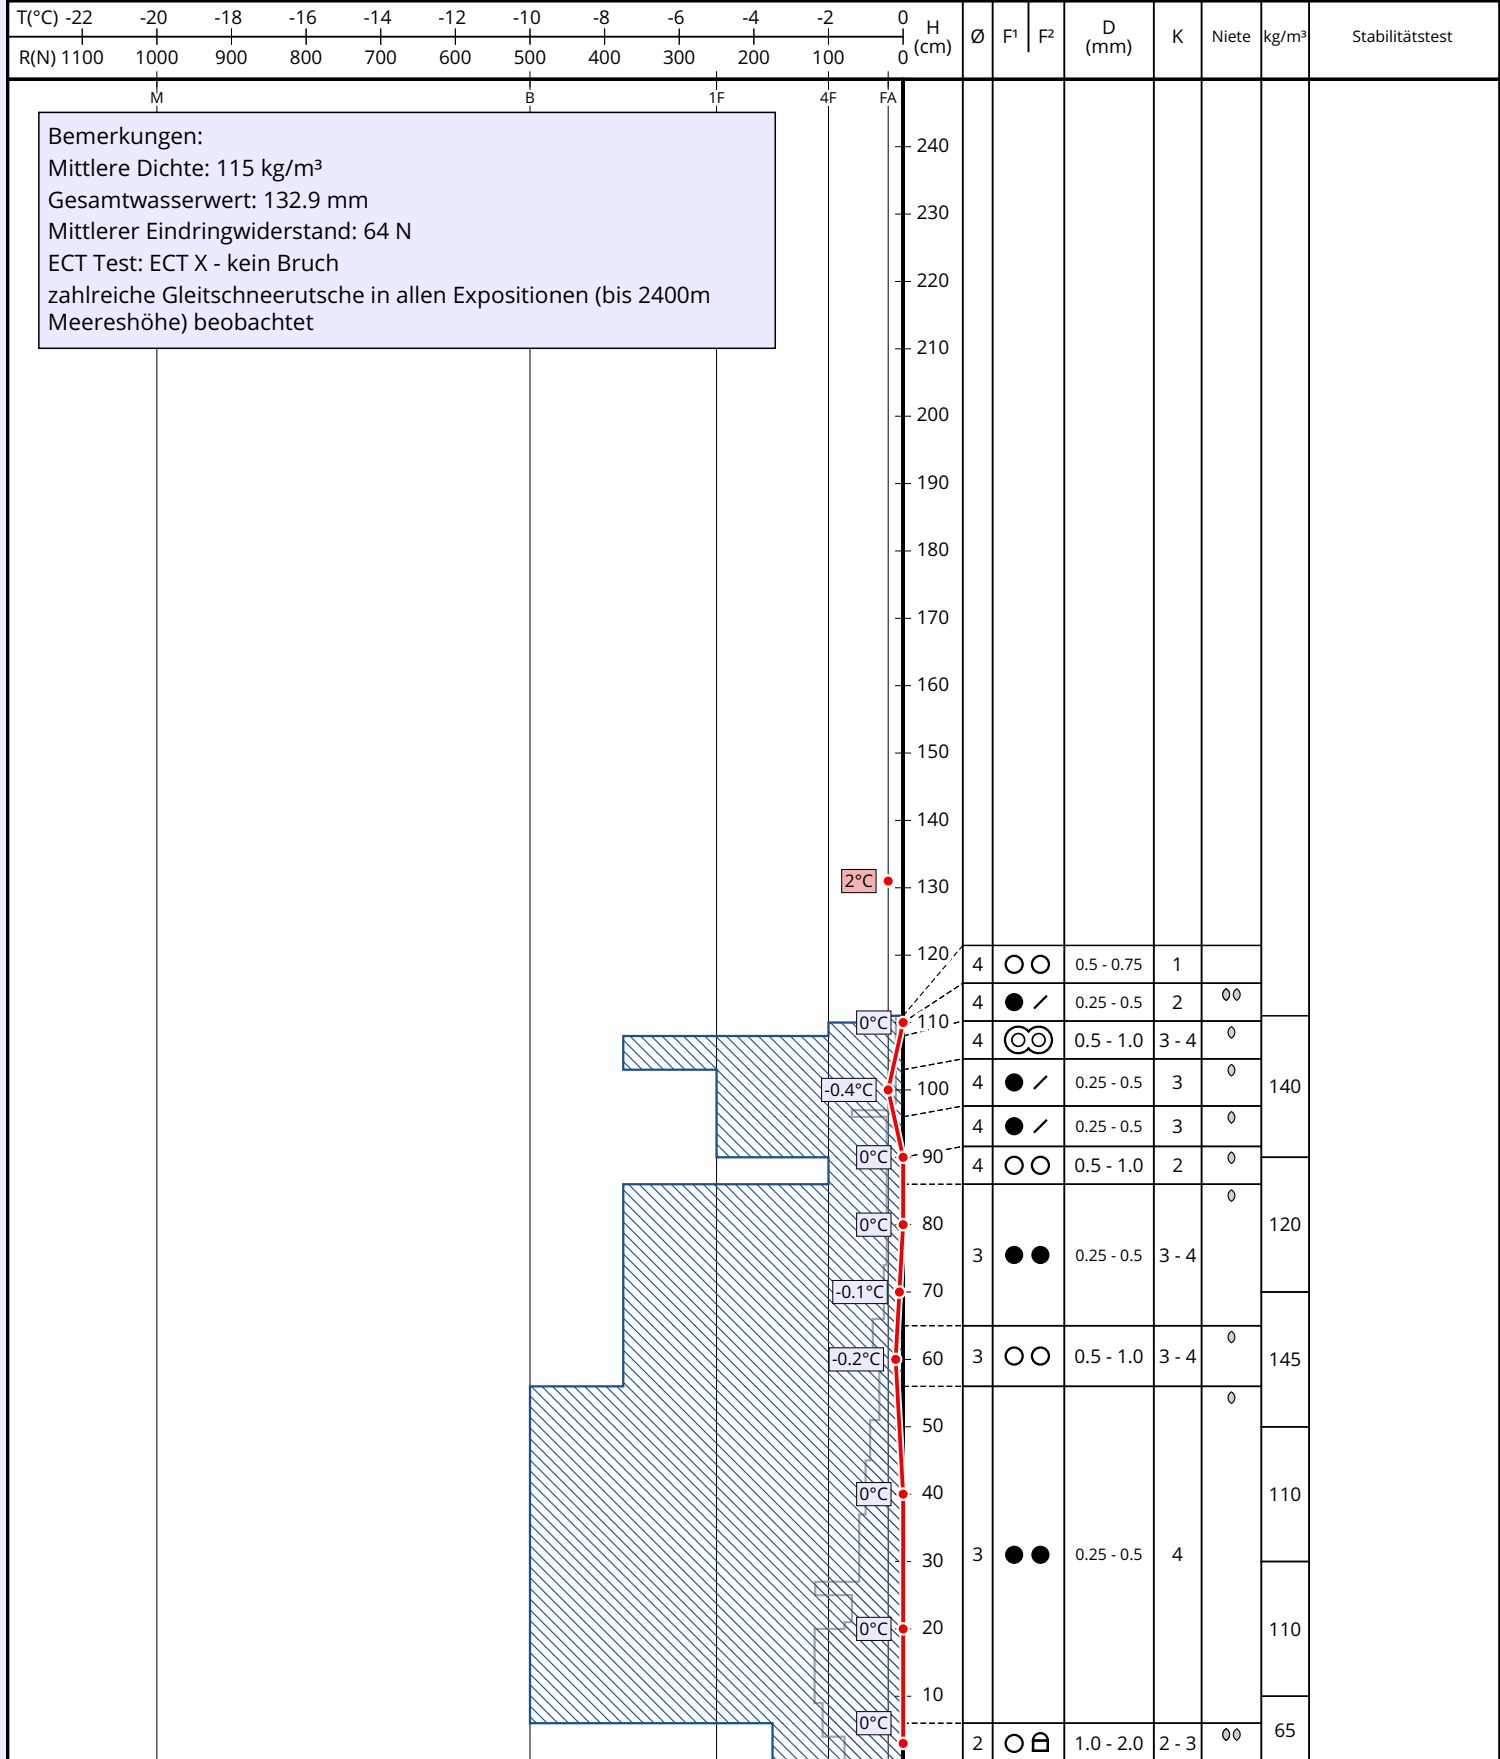 T(°C) -22 -20 -18 -16 -14 -12 -10 -8 -6 -4 -2 0
R(N) 1100 1000 900 800 700 600 500 400 300 200 100 0
H (cm)
Ø F¹ F² D (mm) K Niete kg/m³ Stabilitätstest
M B 1F 4F FA
Bemerkungen:
Mittlere Dichte: 115 kg/m³
Gesamtwasserwert: 132.9 mm
Mittlerer Eindringwiderstand: 64 N
ECT Test: ECT X - kein Bruch
zahlreiche Gleitschneerutsche in allen Expositionen (bis 2400m
Meereshöhe) beobachtet
240
230
220
210
200
190
180
170
160
150
140
2°C 130
120
4 0.5 - 0.75 1
4 0.25 - 0.5 2
0°C 110
4 0.5 - 1.0 3 - 4
4 0.25 - 0.5 3
-0.4°C 100 140
4 0.25 - 0.5 3
0°C 90
4 0.5 - 1.0 2
0°C 80 120
3 0.25 - 0.5 3 - 4
-0.1°C 70
-0.2°C 60 3 0.5 - 1.0 3 - 4 145
50
0°C 40 110
30 3 0.25 - 0.5 4
0°C 20 110
10
0°C 65
2 1.0 - 2.0 2 - 3